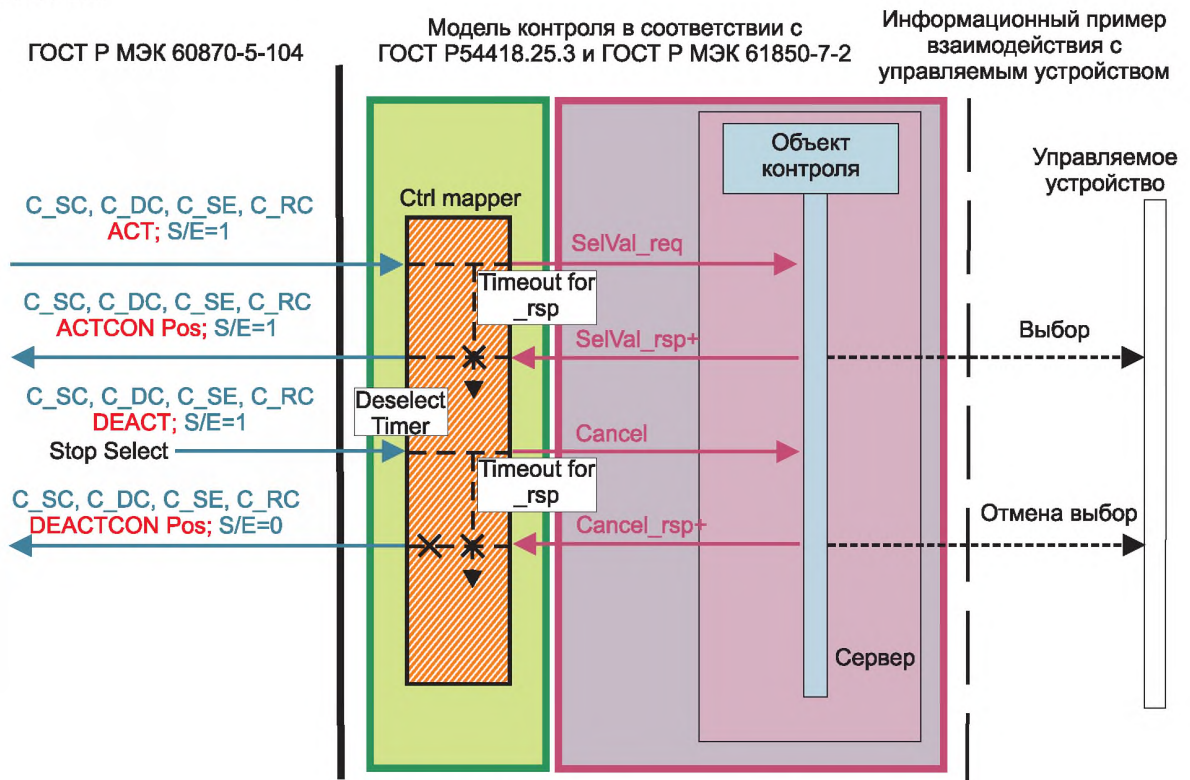 ГОСТ Р МЭК 60870-5-104
Модель контроля в соответствии с
ГОСТ Р54418.25.3 и ГОСТ Р МЭК 61850-7-2
Информационный пример
взаимодействия с
управляемым устройством
Объект
контроля
Управляемое
устройство
Ctrl mapper
C_SC, C_DC, C_SE, C_RC
ACT; S/E=1
SelVal_req
Timeout for
_rsp
C_SC, C_DC, C_SE, C_RC
ACTCON Pos; S/E=1
SelVal_rsp+
Выбор
C_SC, C_DC, C_SE, C_RC
DEACT; S/E=1
Stop Select
Deselect
Timer
Cancel
Timeout for
_rsp
C_SC, C_DC, C_SE, C_RC
DEACTCON Pos; S/E=0
Cancel_rsp+
Отмена выбор
Сервер